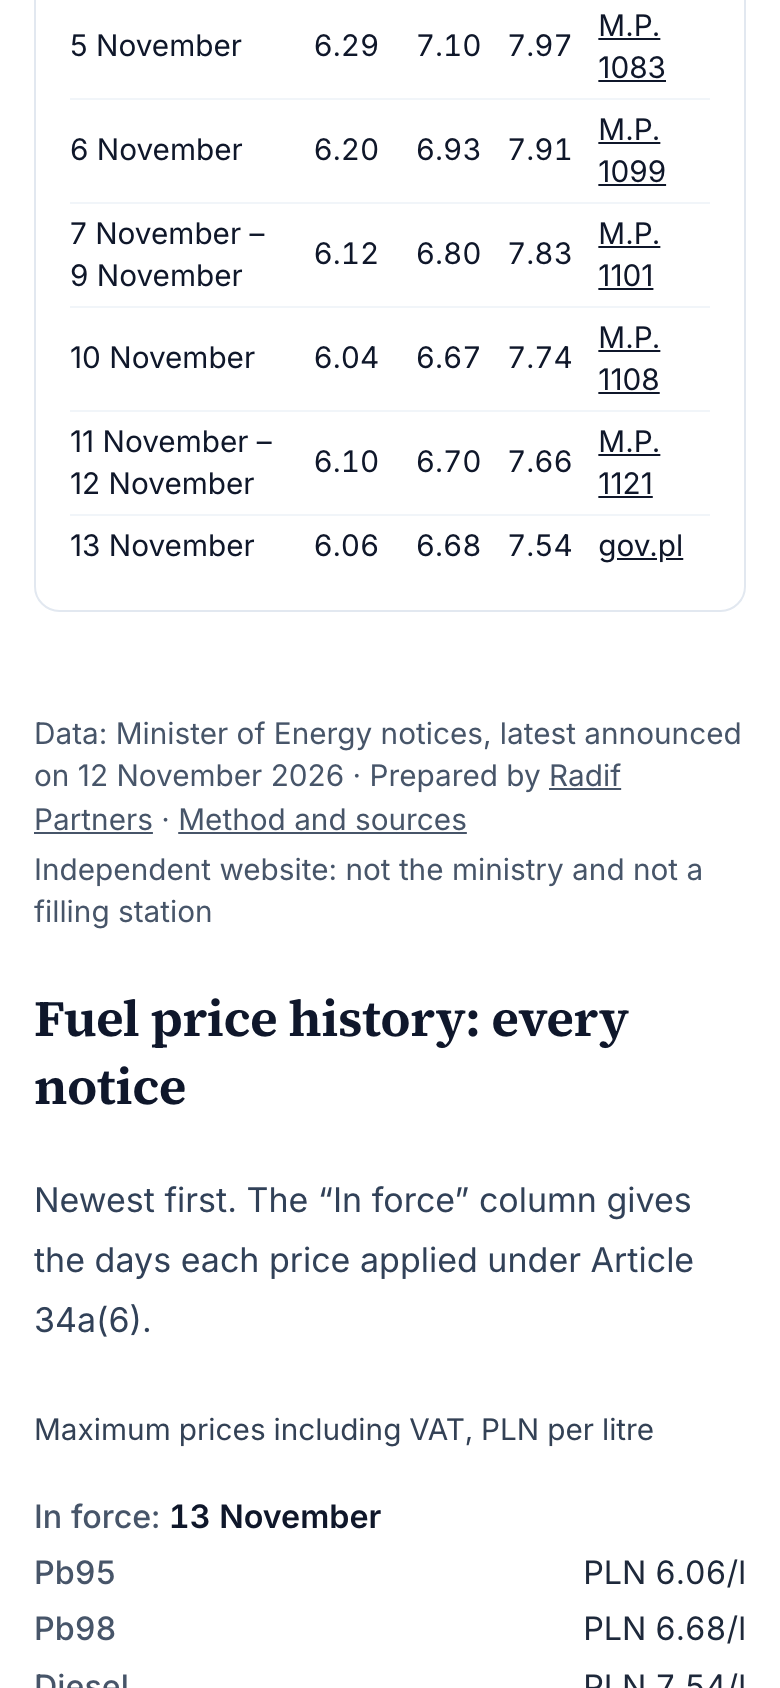 5 November 6.29 7.10 7.97 M.P. 1083
6 November 6.20 6.93 7.91 M.P. 1099
7 November – 9 November 6.12 6.80 7.83 M.P. 1101
10 November 6.04 6.67 7.74 M.P. 1108
11 November – 12 November 6.10 6.70 7.66 M.P. 1121
13 November 6.06 6.68 7.54 gov.pl
Data: Minister of Energy notices, latest announced
on 12 November 2026 · Prepared by Radif
Partners · Method and sources
Independent website: not the ministry and not a
filling station
Fuel price history: every
notice
Newest first. The “In force” column gives
the days each price applied under Article
34a(6).
Maximum prices including VAT, PLN per litre
In force: 13 November
Pb95 PLN 6.06/l
Pb98 PLN 6.68/l
Diesel PLN 7.54/l